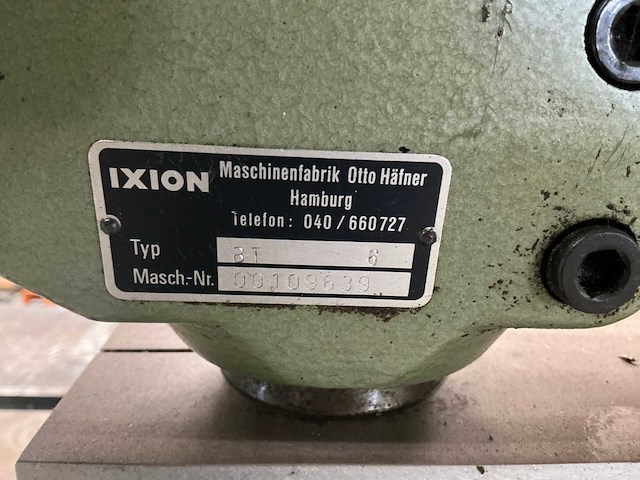 IXION Maschinenfabrik Otto Häfner
Hamburg
Telefon: 040/660727
Typ BT 6
Masch.-Nr. 00109639